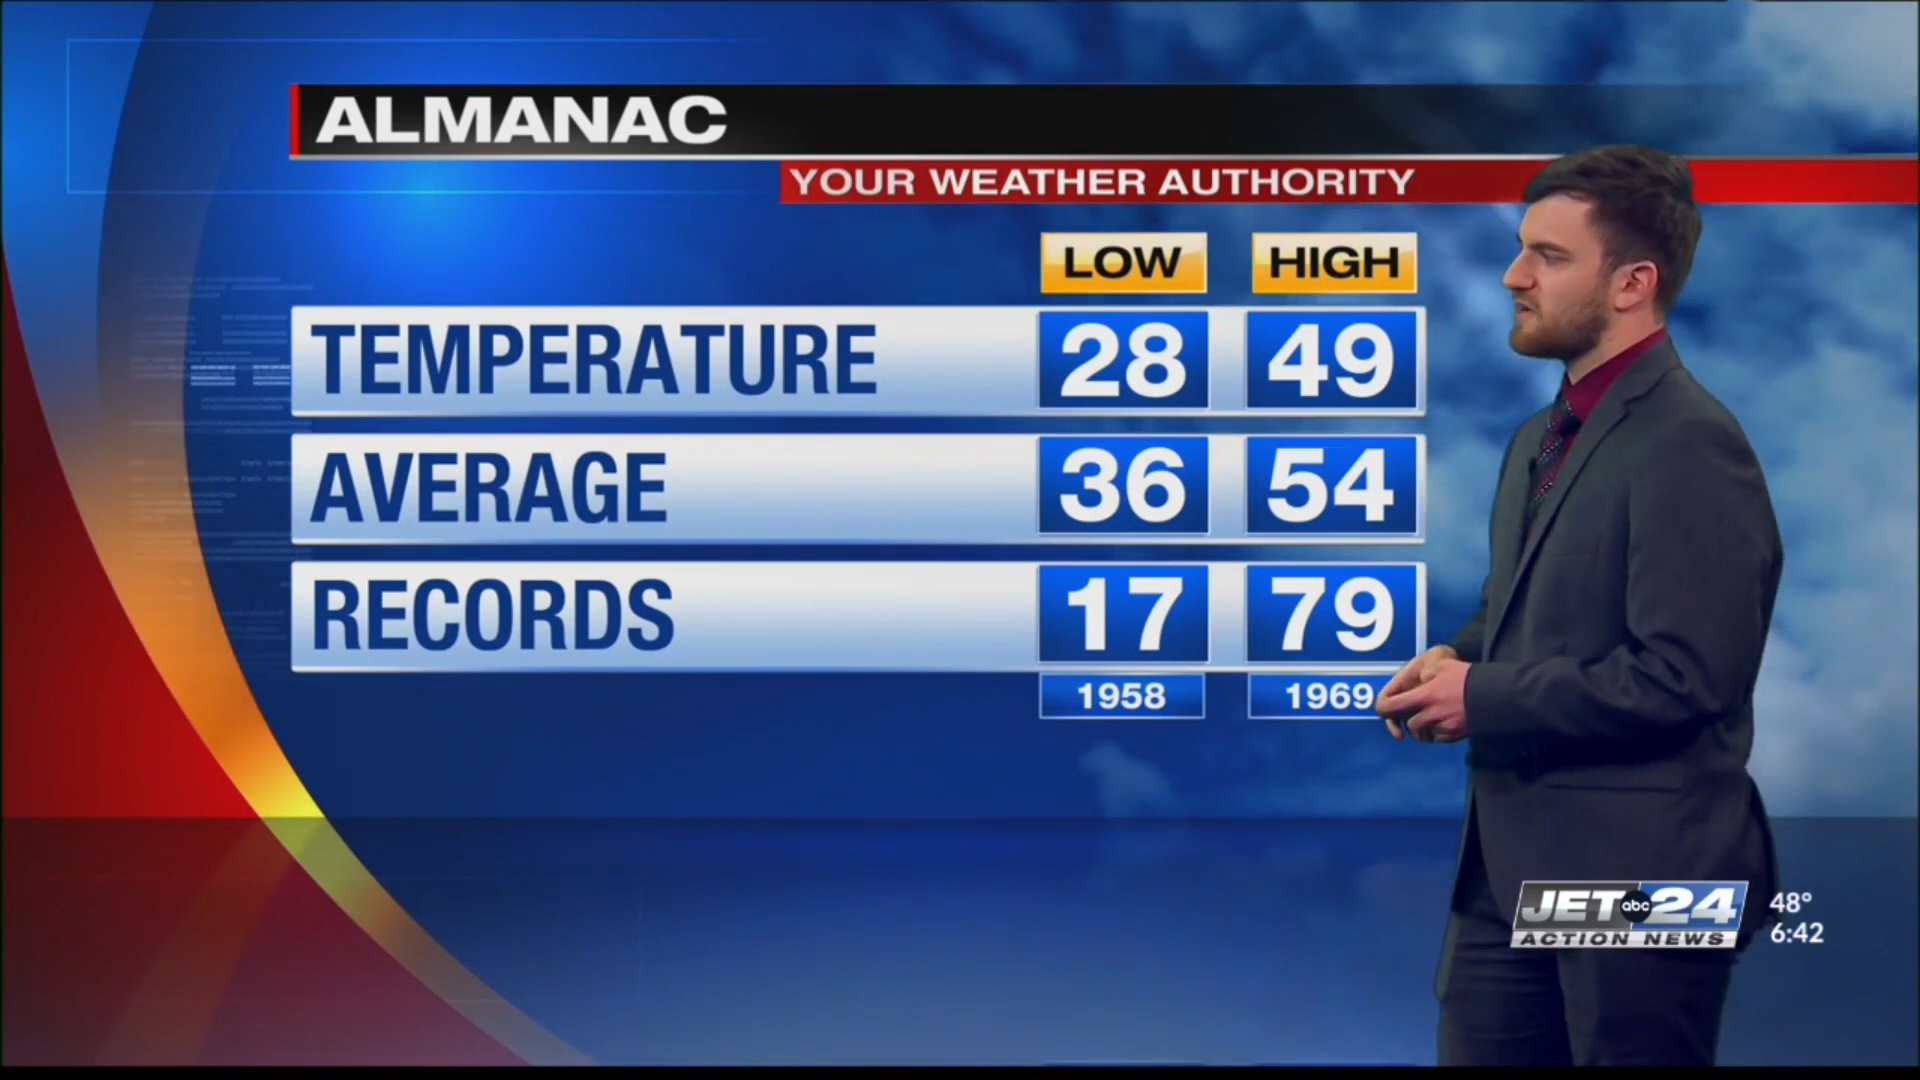 ALMANAC
YOUR WEATHER AUTHORITY
LOW HIGH
TEMPERATURE 28 49
AVERAGE 36 54
RECORDS 17 79
1958 1969
JET abc 24
ACTION NEWS
48°
6:42